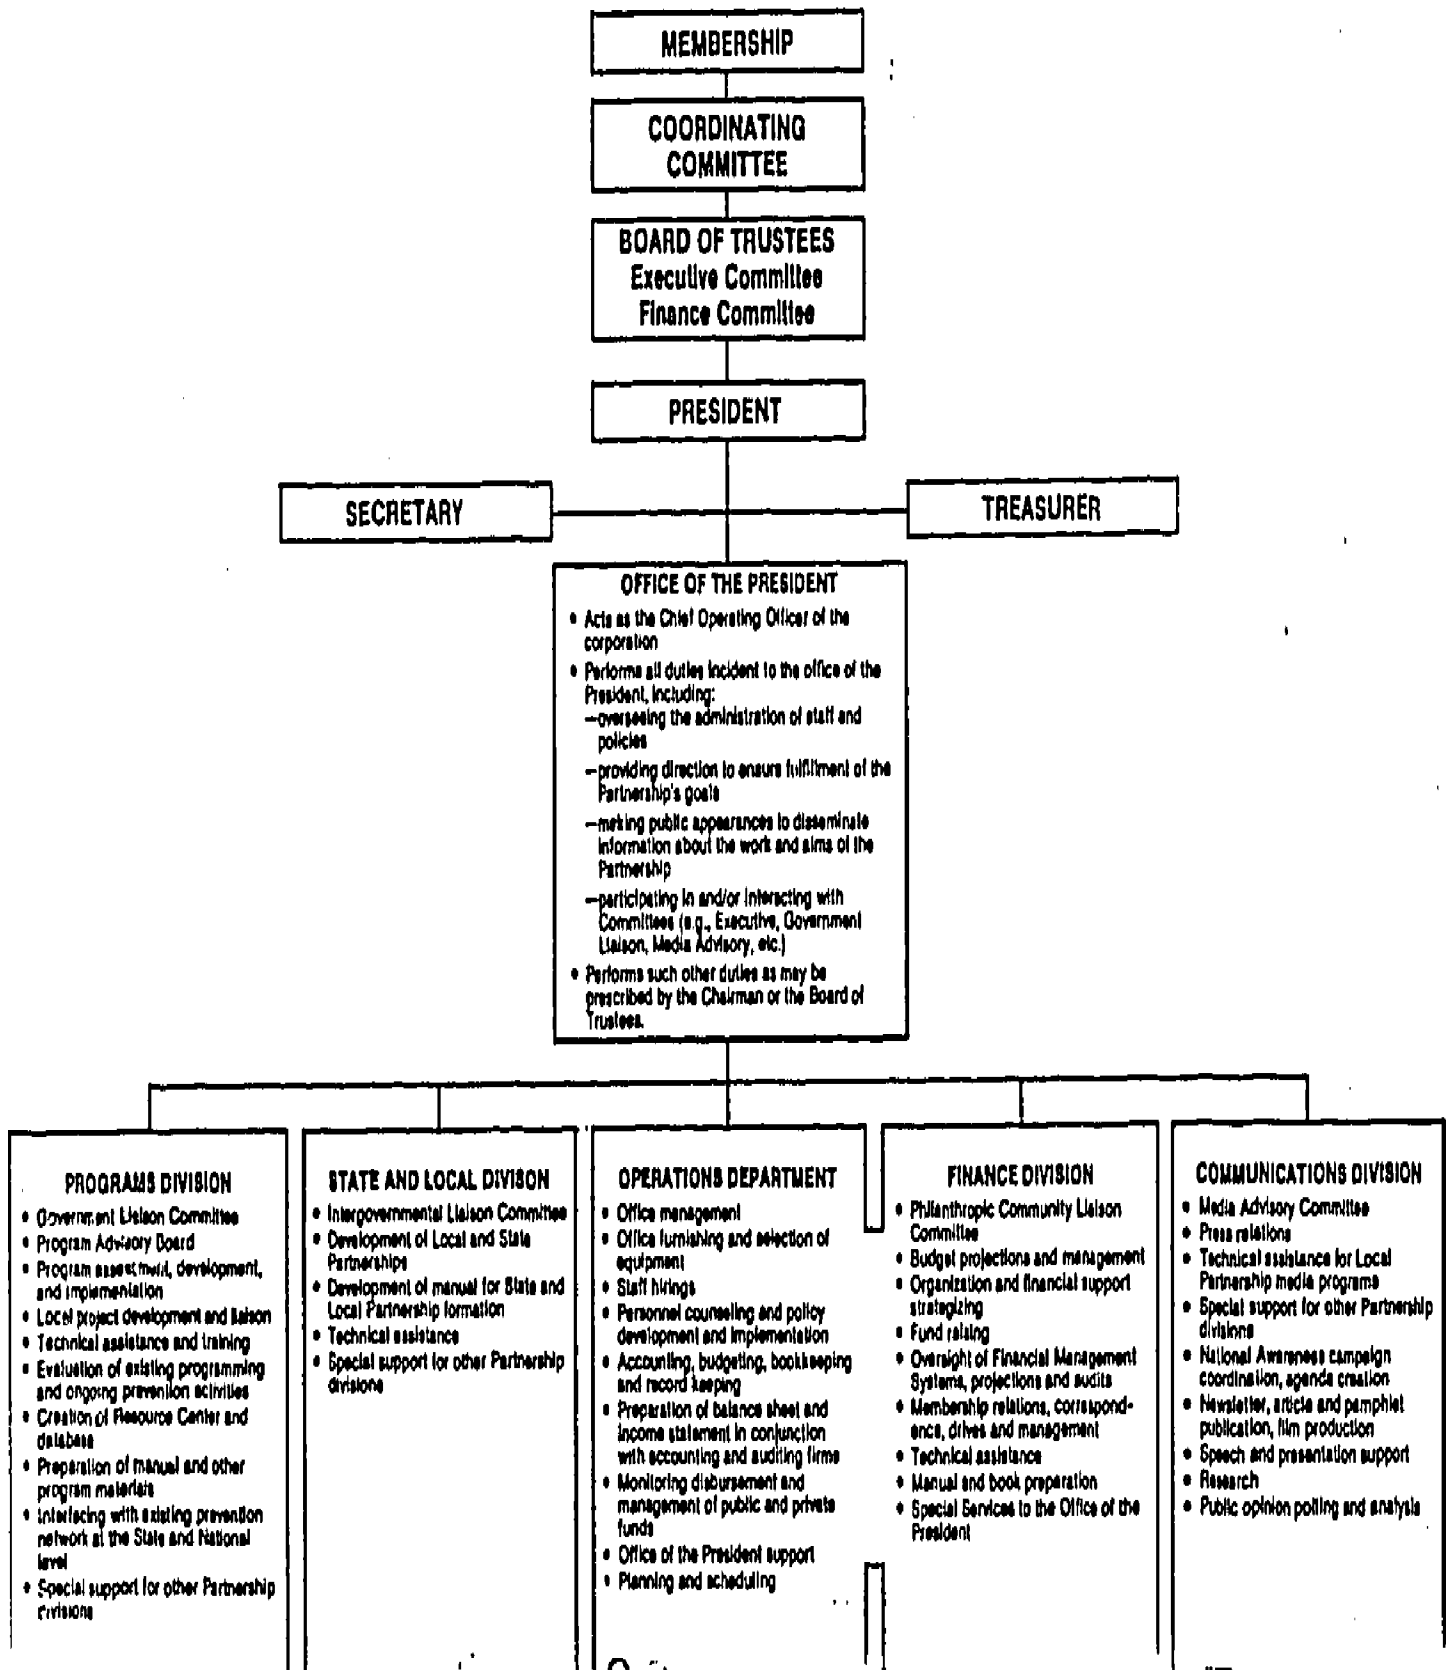 MEMBERSHIP
COORDINATING
COMMITTEE
BOARD OF TRUSTEES
Executive Committee
Finance Committee
PRESIDENT
SECRETARY
TREASURER
OFFICE OF THE PRESIDENT
• Acts as the Chief Operating Officer of the
corporation
• Performs all duties incident to the office of the
President, including:
—overseeing the administration of staff and
policies
—providing direction to ensure fulfillment of the
Partnership's goals
—making public appearances to disseminate
information about the work and aims of the
Partnership
—participating in and/or interacting with
Committees (e.g., Executive, Government
Liaison, Media Advisory, etc.)
• Performs such other duties as may be
prescribed by the Chairman or the Board of
Trustees.
PROGRAMS DIVISION
• Government Liaison Committee
• Program Advisory Board
• Program assessment, development,
and implementation
• Local project development and liaison
• Technical assistance and training
• Evaluation of existing programming
and ongoing prevention activities
• Creation of Resource Center and
database
• Preparation of manual and other
program materials
• Interfacing with existing prevention
network at the State and National
level
• Special support for other Partnership
divisions
STATE AND LOCAL DIVISON
• Intergovernmental Liaison Committee
• Development of Local and State
Partnerships
• Development of manual for State and
Local Partnership formation
• Technical assistance
• Special support for other Partnership
divisions
OPERATIONS DEPARTMENT
• Office management
• Office furnishing and selection of
equipment
• Staff hirings
• Personnel counseling and policy
development and implementation
• Accounting, budgeting, bookkeeping
and record keeping
• Preparation of balance sheet and
income statement in conjunction
with accounting and auditing firms
• Monitoring disbursement and
management of public and private
funds
• Office of the President support
• Planning and scheduling
FINANCE DIVISION
• Philanthropic Community Liaison
Committee
• Budget projections and management
• Organization and financial support
strategizing
• Fund raising
• Oversight of Financial Management
Systems, projections and audits
• Membership relations, correspond-
ence, drives and management
• Technical assistance
• Manual and book preparation
• Special Services to the Office of the
President
COMMUNICATIONS DIVISION
• Media Advisory Committee
• Press relations
• Technical assistance for Local
Partnership media programs
• Special support for other Partnership
divisions
• National Awareness campaign
coordination, agenda creation
• Newsletter, article and pamphlet
publication, film production
• Speech and presentation support
• Research
• Public opinion polling and analysis